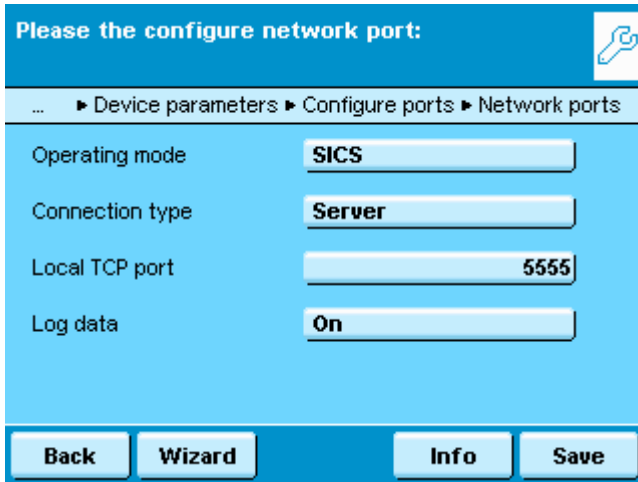 Please the configure network port:
... ▸ Device parameters ▸ Configure ports ▸ Network ports
Operating mode SICS
Connection type Server
Local TCP port 5555
Log data On
Back Wizard Info Save